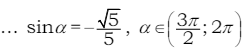 ... sinα = -√5/5, α∈(3π/2; 2π)